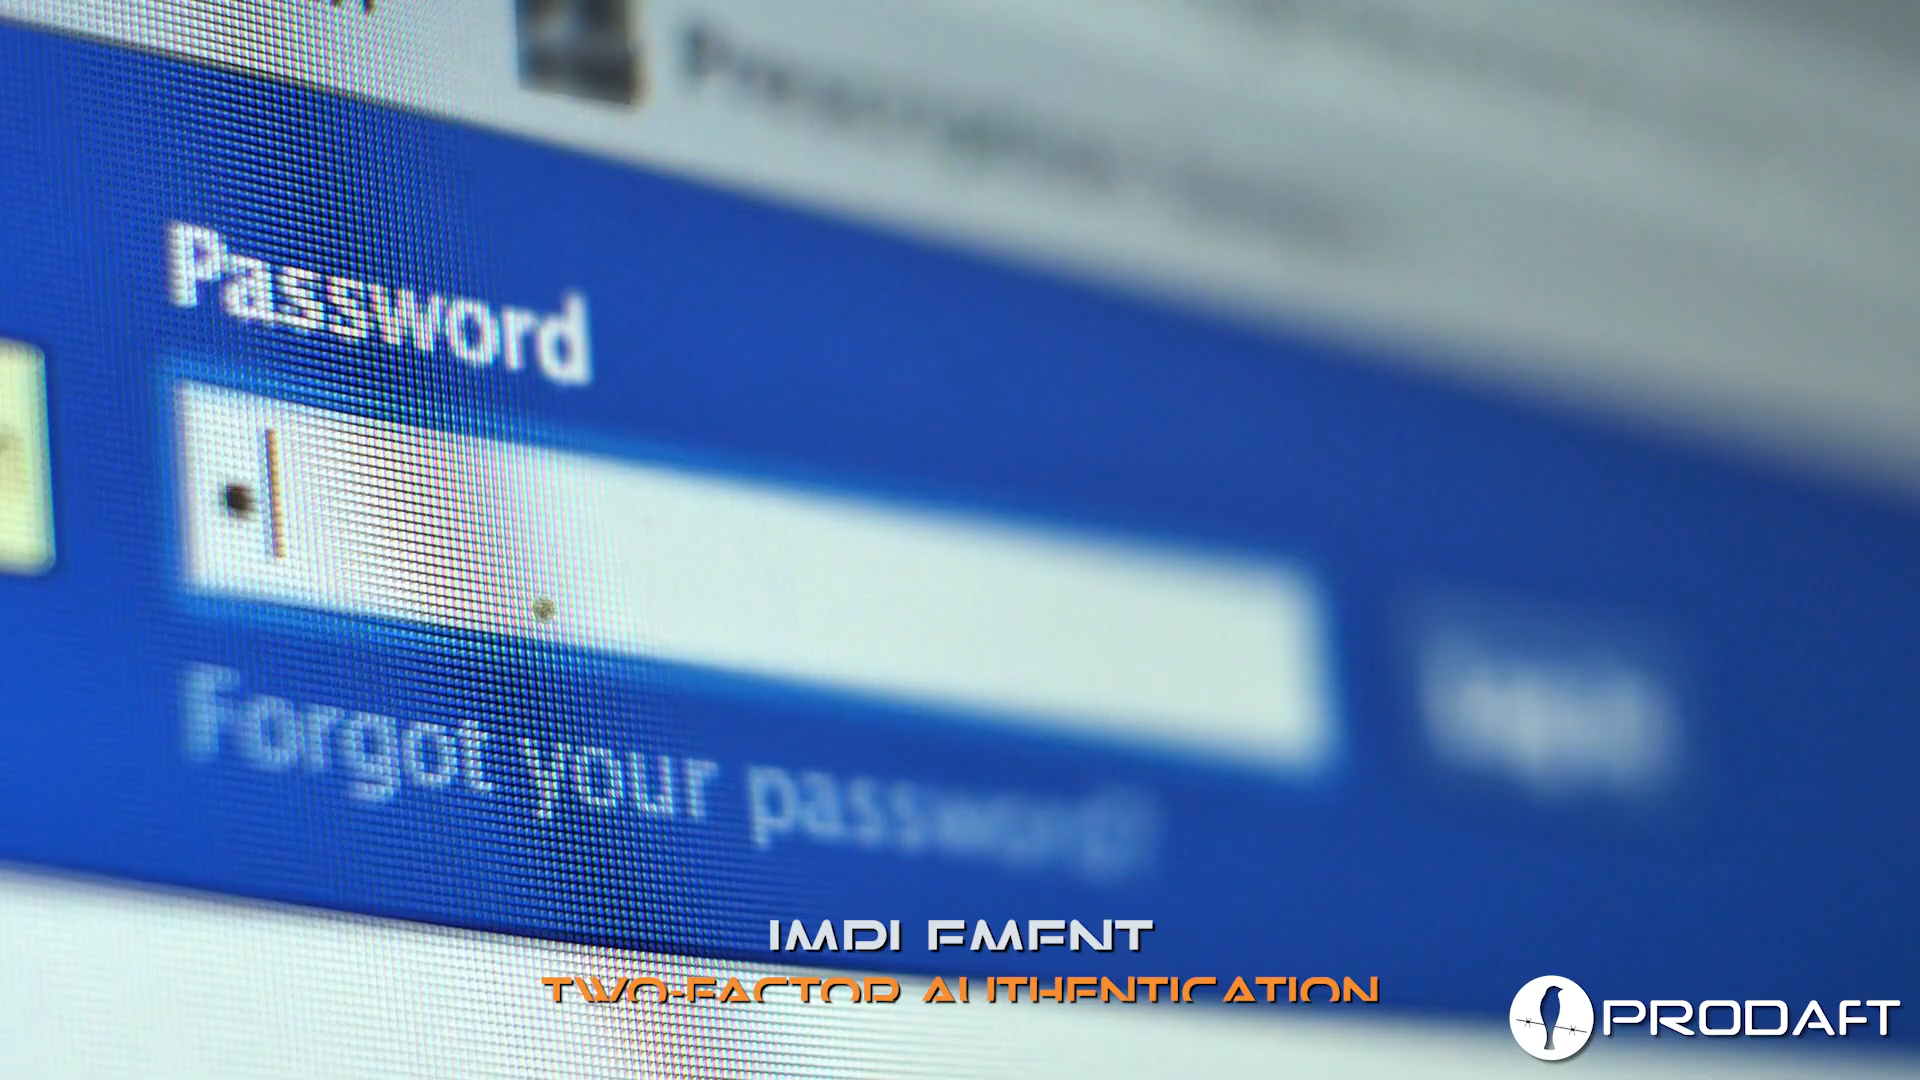 Password
Forgot your password?
IMPLEMENT
TWO-FACTOR AUTHENTICATION
PRODAFT